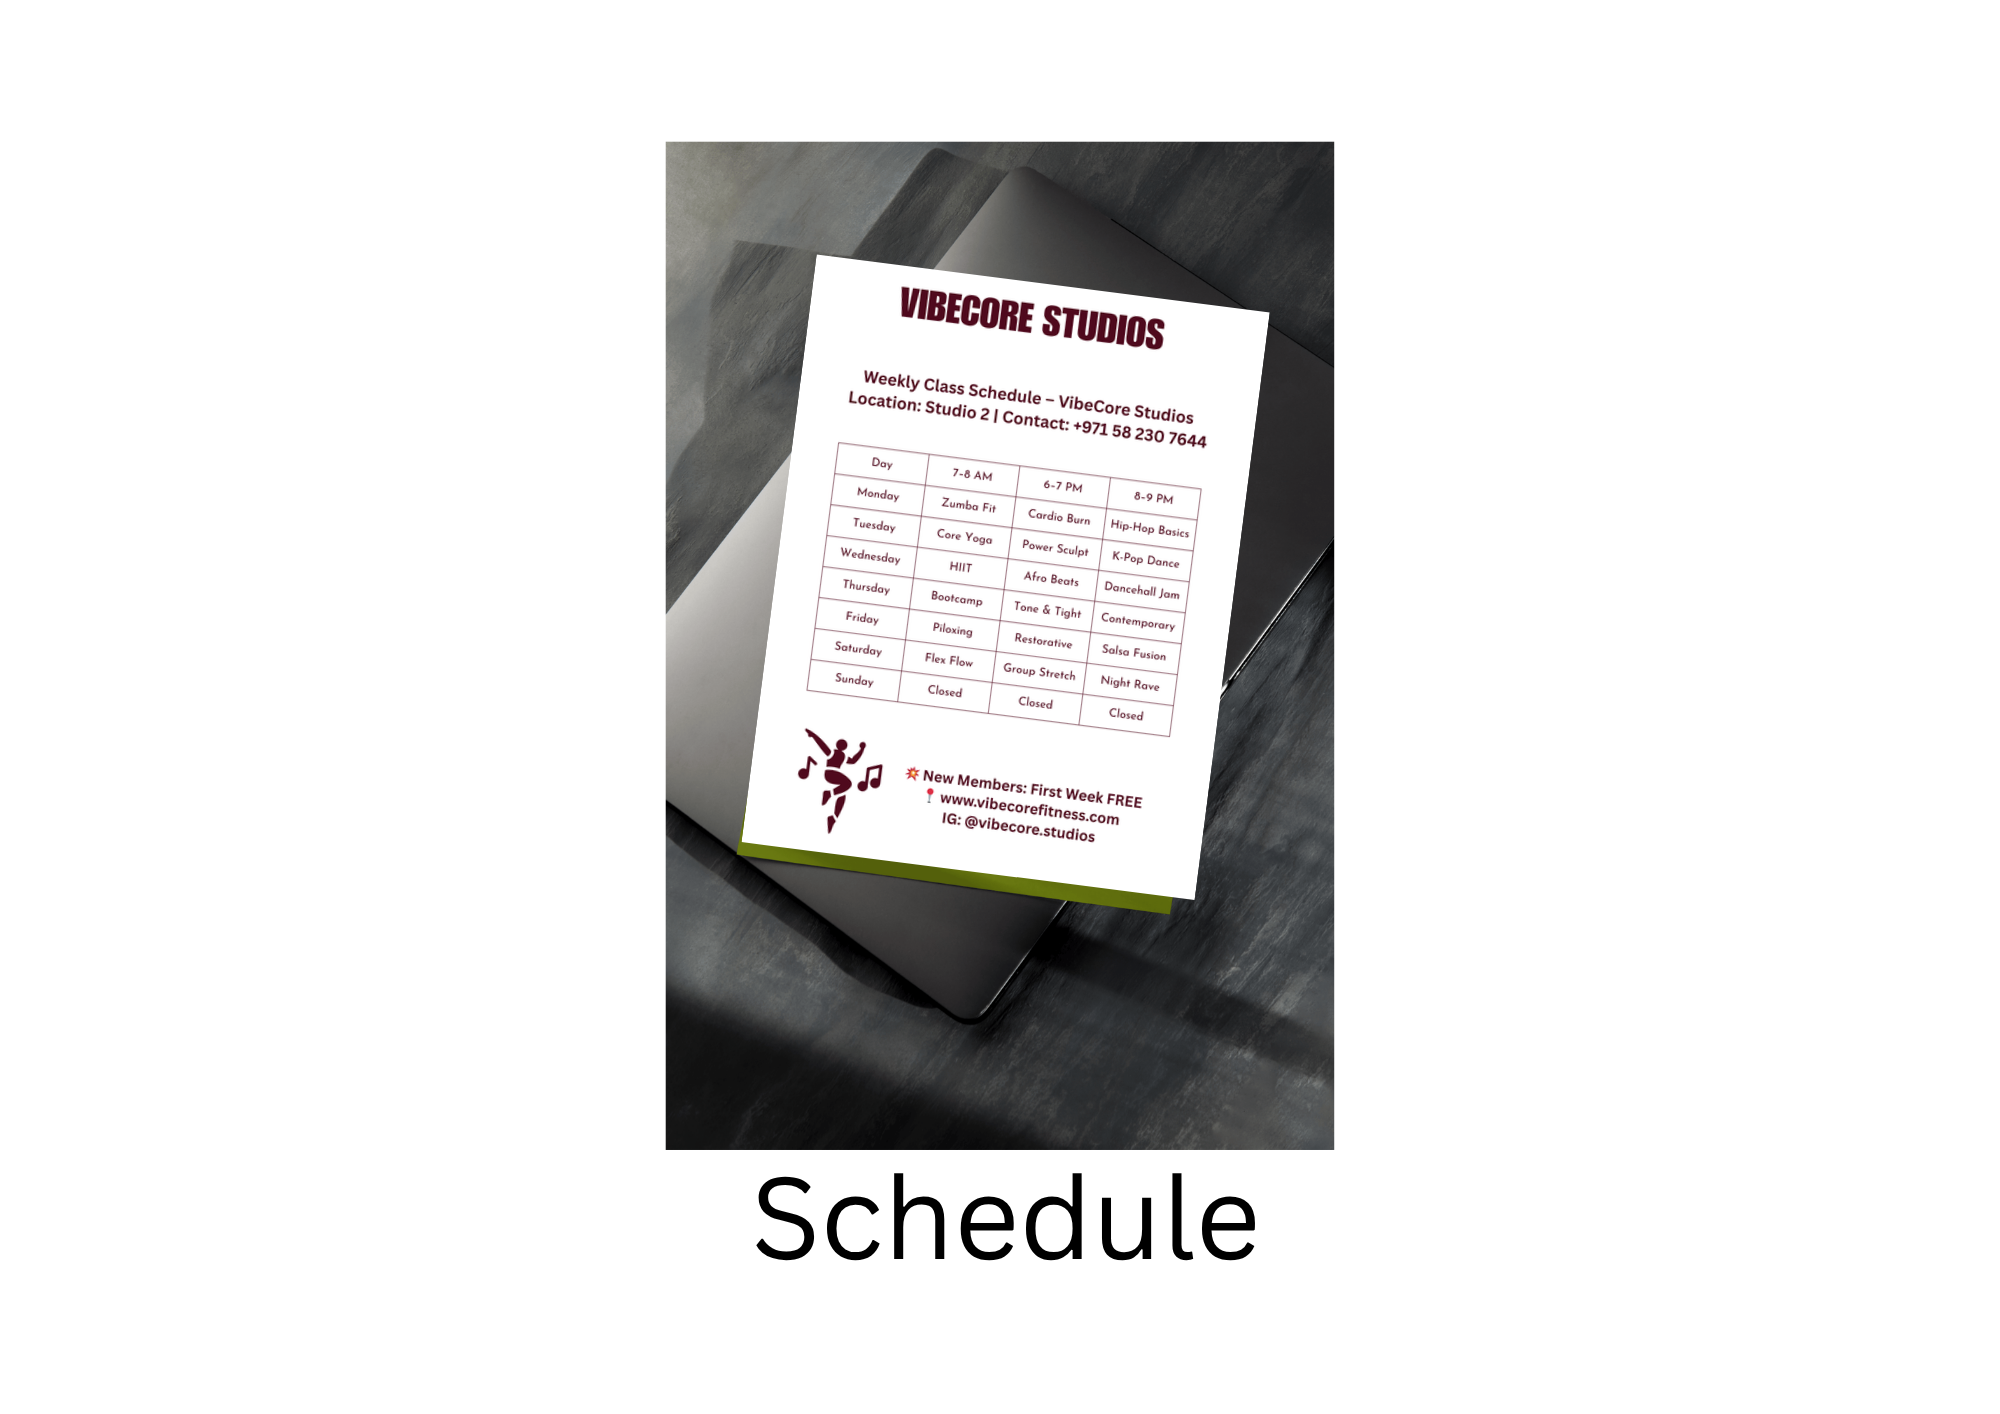 VIBECORE STUDIOS
Weekly Class Schedule – VibeCore Studios
Location: Studio 2 | Contact: +971 58 230 7644
Day 7–8 AM 6–7 PM 8–9 PM
Monday Zumba Fit Cardio Burn Hip-Hop Basics
Tuesday Core Yoga Power Sculpt K-Pop Dance
Wednesday HIIT Afro Beats Dancehall Jam
Thursday Bootcamp Tone & Tight Contemporary
Friday Piloxing Restorative Salsa Fusion
Saturday Flex Flow Group Stretch Night Rave
Sunday Closed Closed Closed
💥 New Members: First Week FREE
📍 www.vibecorefitness.com
IG: @vibecore.studios
Schedule